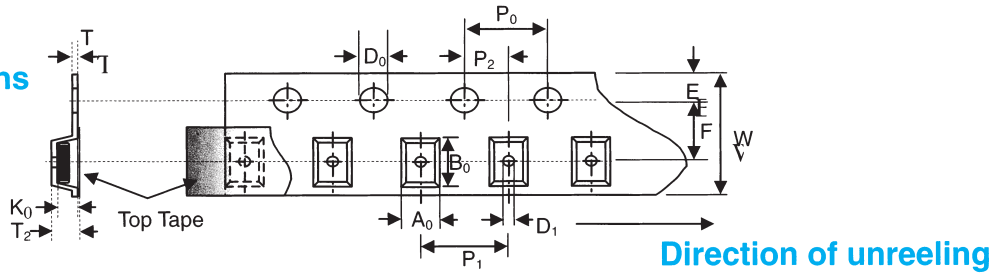 P₀
T
D₀
P₂
ns
E
F
W
B₀
K₀
Top Tape
A₀
D₁
T₂
P₁
Direction of unreeling